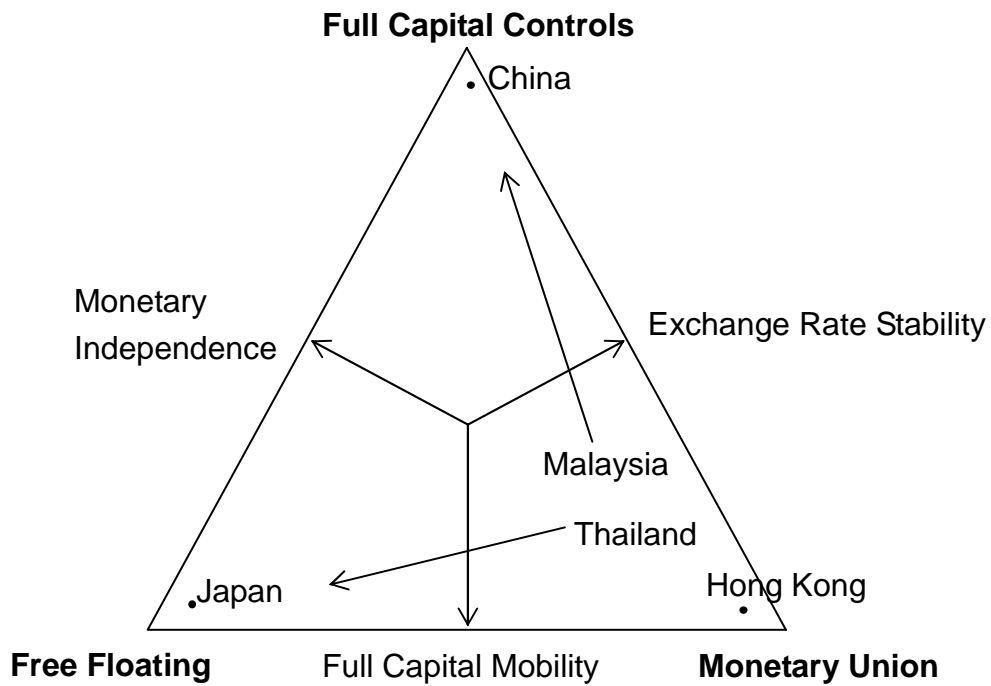 Full Capital Controls
China
Monetary
Independence
Exchange Rate Stability
Malaysia
Thailand
Japan
Hong Kong
Free Floating
Full Capital Mobility
Monetary Union